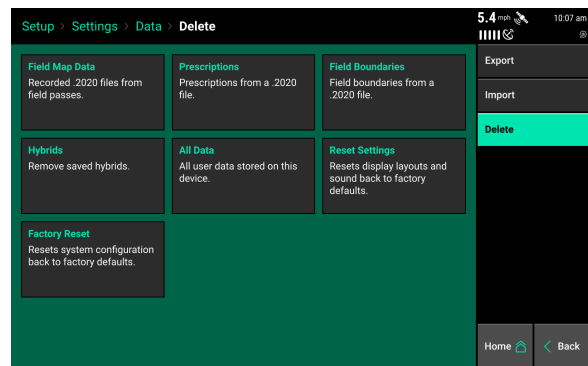 Setup > Settings > Data > Delete
5.4 mph
10:07 am
Field Map Data
Recorded .2020 files from
field passes.
Prescriptions
Prescriptions from a .2020
file.
Field Boundaries
Field boundaries from a
.2020 file.
Hybrids
Remove saved hybrids.
All Data
All user data stored on this
device.
Reset Settings
Resets display layouts and
sound back to factory
defaults.
Factory Reset
Resets system configuration
back to factory defaults.
Export
Import
Delete
Home
Back